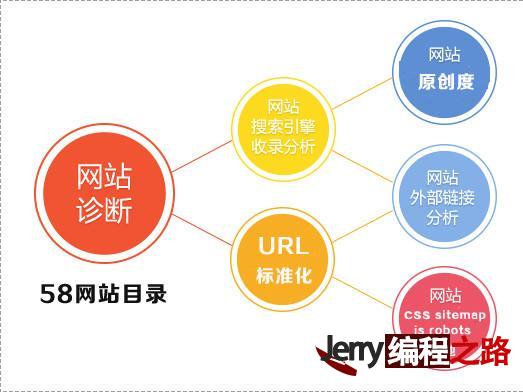 网站
诊断
58网站目录
网站
搜索引擎
收录分析
URL
标准化
网站
原创度
网站
外部链接
分析
网站
CSS sitemap
is robots
Jerry编程之路